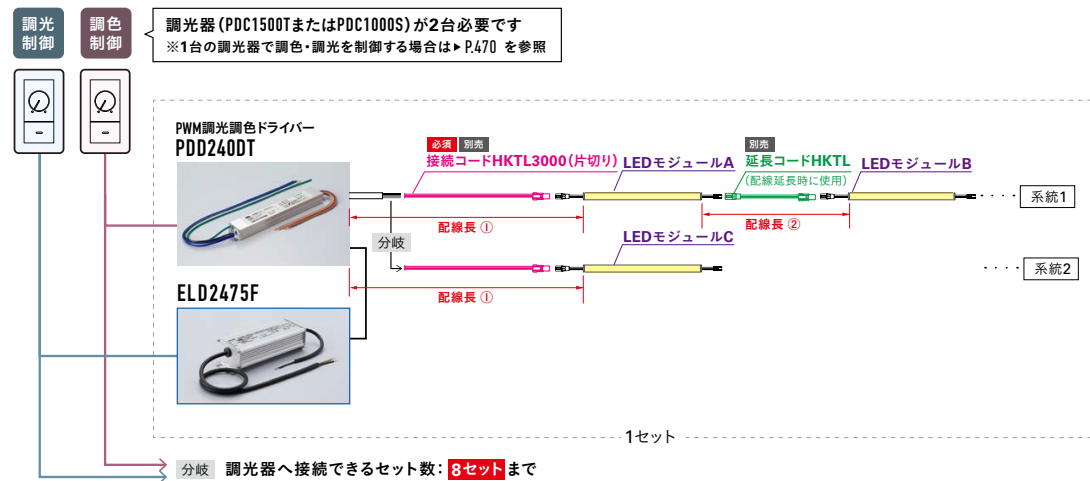 調光
制御
調色
制御
調光器(PDC1500TまたはPDC1000S)が2台必要です
※1台の調光器で調色・調光を制御する場合は▶P.470 を参照
PWM調光調色ドライバー
PDD240DT
必須 別売
接続コードHKTL3000(片切り)
LEDモジュールA
別売
延長コードHKTL
(配線延長時に使用)
LEDモジュールB
系統1
配線長 ①
配線長 ②
分岐
LEDモジュールC
系統2
配線長 ①
ELD2475F
1セット
分岐 調光器へ接続できるセット数: 8セットまで